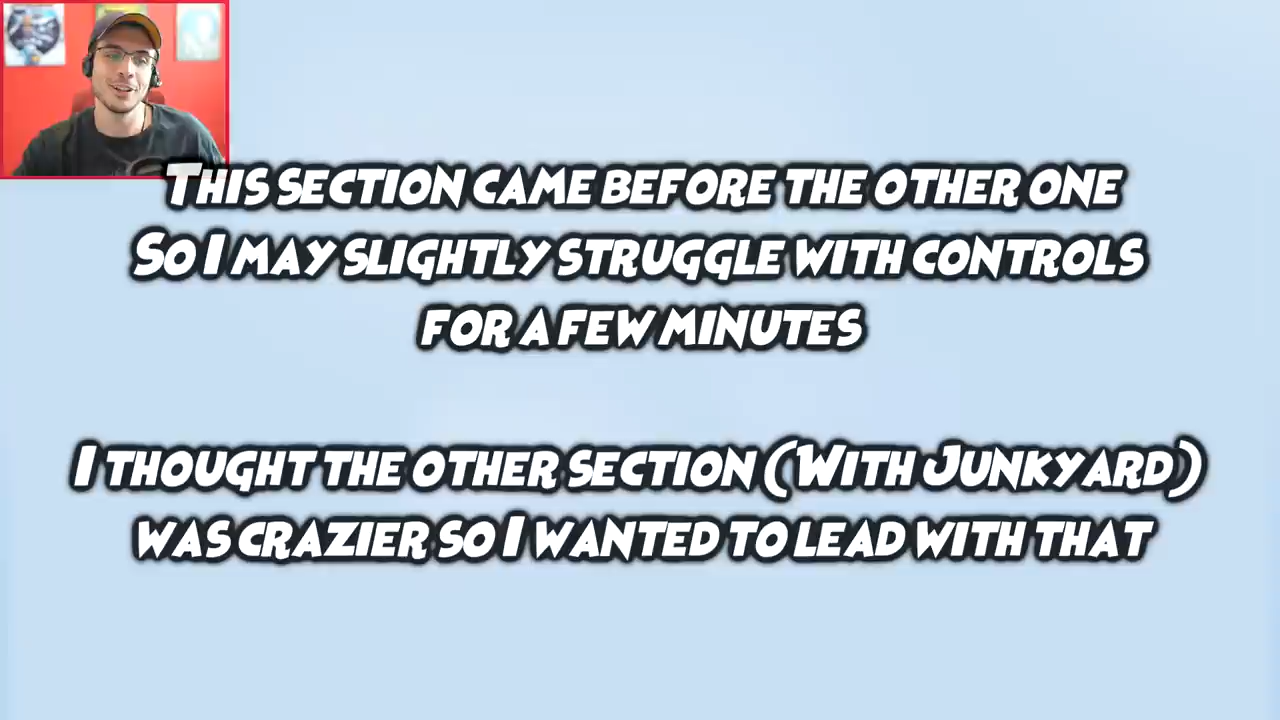 THIS SECTION CAME BEFORE THE OTHER ONE
SO I MAY SLIGHTLY STRUGGLE WITH CONTROLS
FOR A FEW MINUTES
I THOUGHT THE OTHER SECTION (WITH JUNKYARD)
WAS CRAZIER SO I WANTED TO LEAD WITH THAT